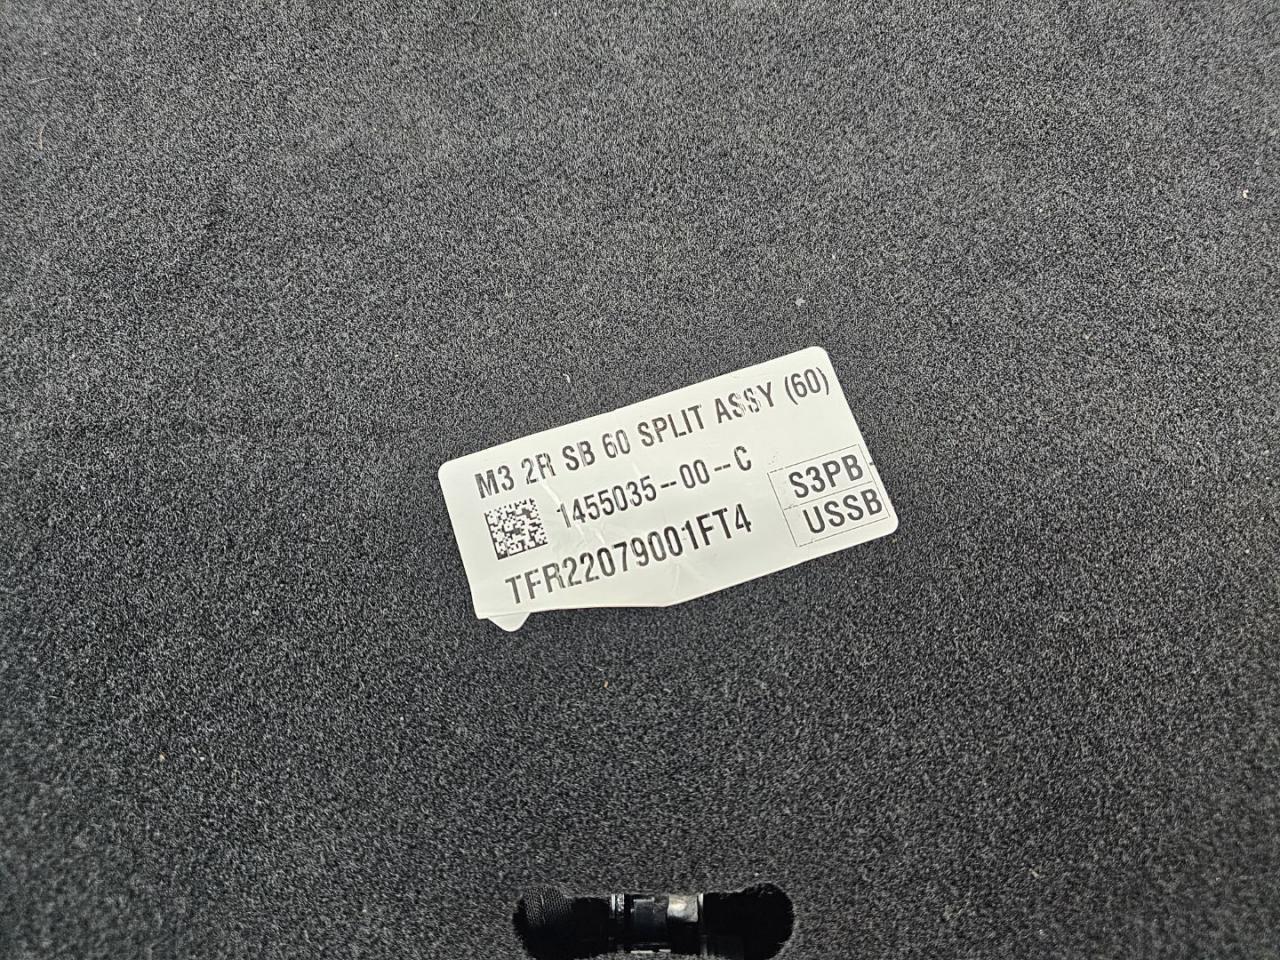 M3 2R SB 60 SPLIT ASSY (60)
1455035-00-C
TFR22079001FT4
S3PB
USSB